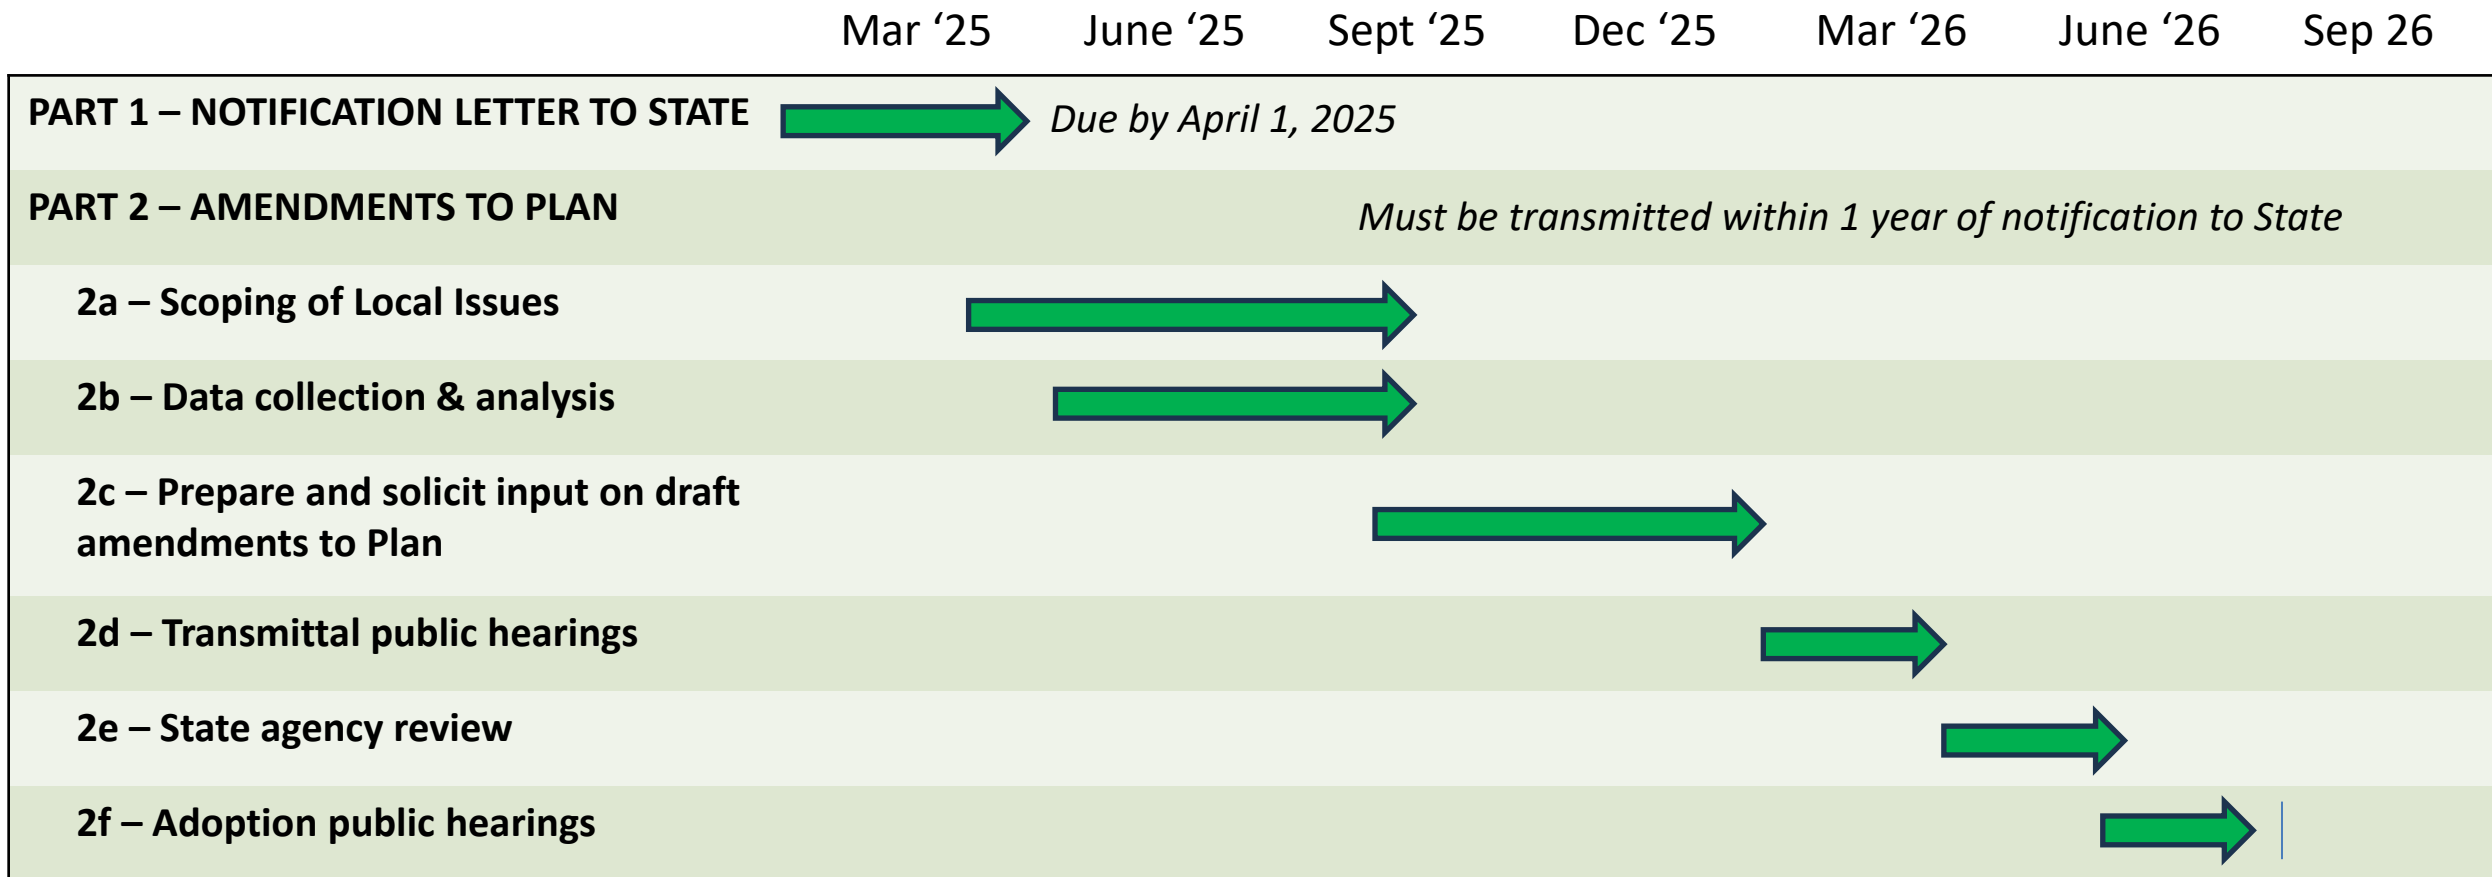 Mar ‘25 June ‘25 Sept ‘25 Dec ‘25 Mar ‘26 June ‘26 Sep 26
PART 1 – NOTIFICATION LETTER TO STATE Due by April 1, 2025
PART 2 – AMENDMENTS TO PLAN Must be transmitted within 1 year of notification to State
2a – Scoping of Local Issues
2b – Data collection & analysis
2c – Prepare and solicit input on draft
amendments to Plan
2d – Transmittal public hearings
2e – State agency review
2f – Adoption public hearings